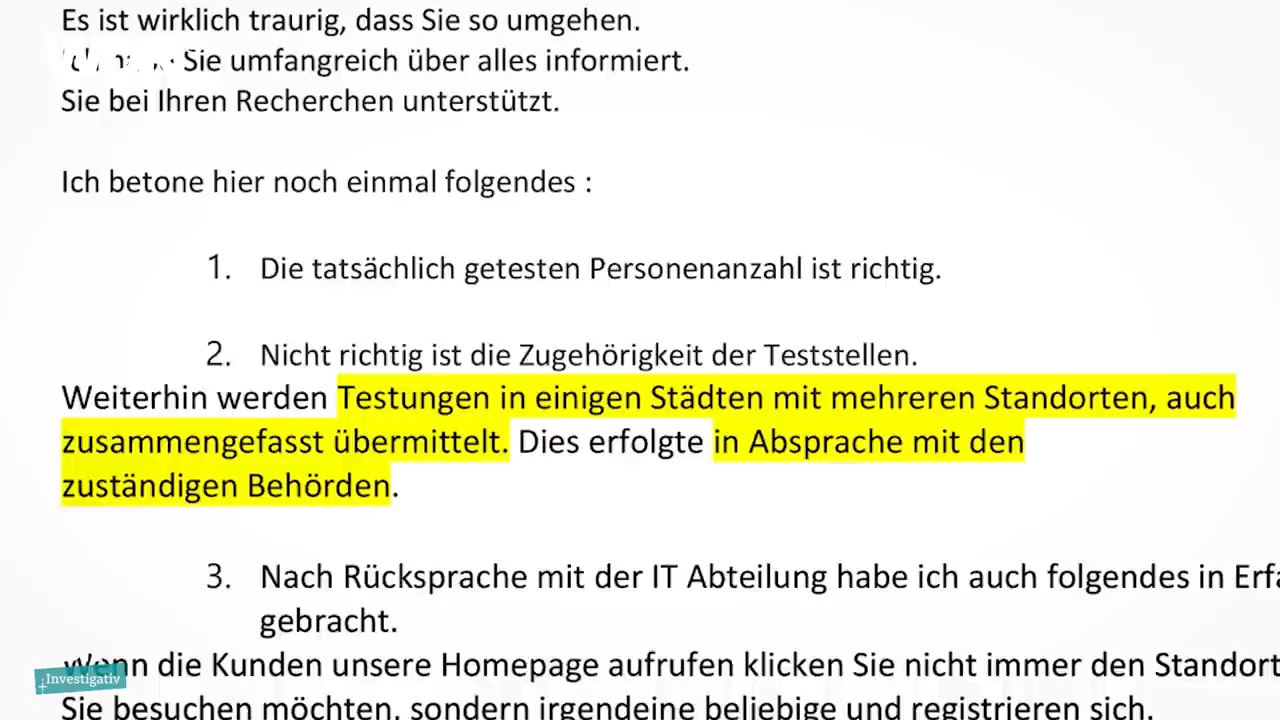 Es ist wirklich traurig, dass Sie so umgehen.
Sie umfangreich über alles informiert.
Sie bei Ihren Recherchen unterstützt.
Ich betone hier noch einmal folgendes :
1. Die tatsächlich getesten Personenanzahl ist richtig.
2. Nicht richtig ist die Zugehörigkeit der Teststellen.
Weiterhin werden Testungen in einigen Städten mit mehreren Standorten, auch
zusammengefasst übermittelt. Dies erfolgte in Absprache mit den
zuständigen Behörden.
3. Nach Rücksprache mit der IT Abteilung habe ich auch folgendes in Erfa
gebracht.
Wenn die Kunden unsere Homepage aufrufen klicken Sie nicht immer den Standort
+Investigativ
Sie besuchen möchten, sondern irgendeine beliebige und registrieren sich.